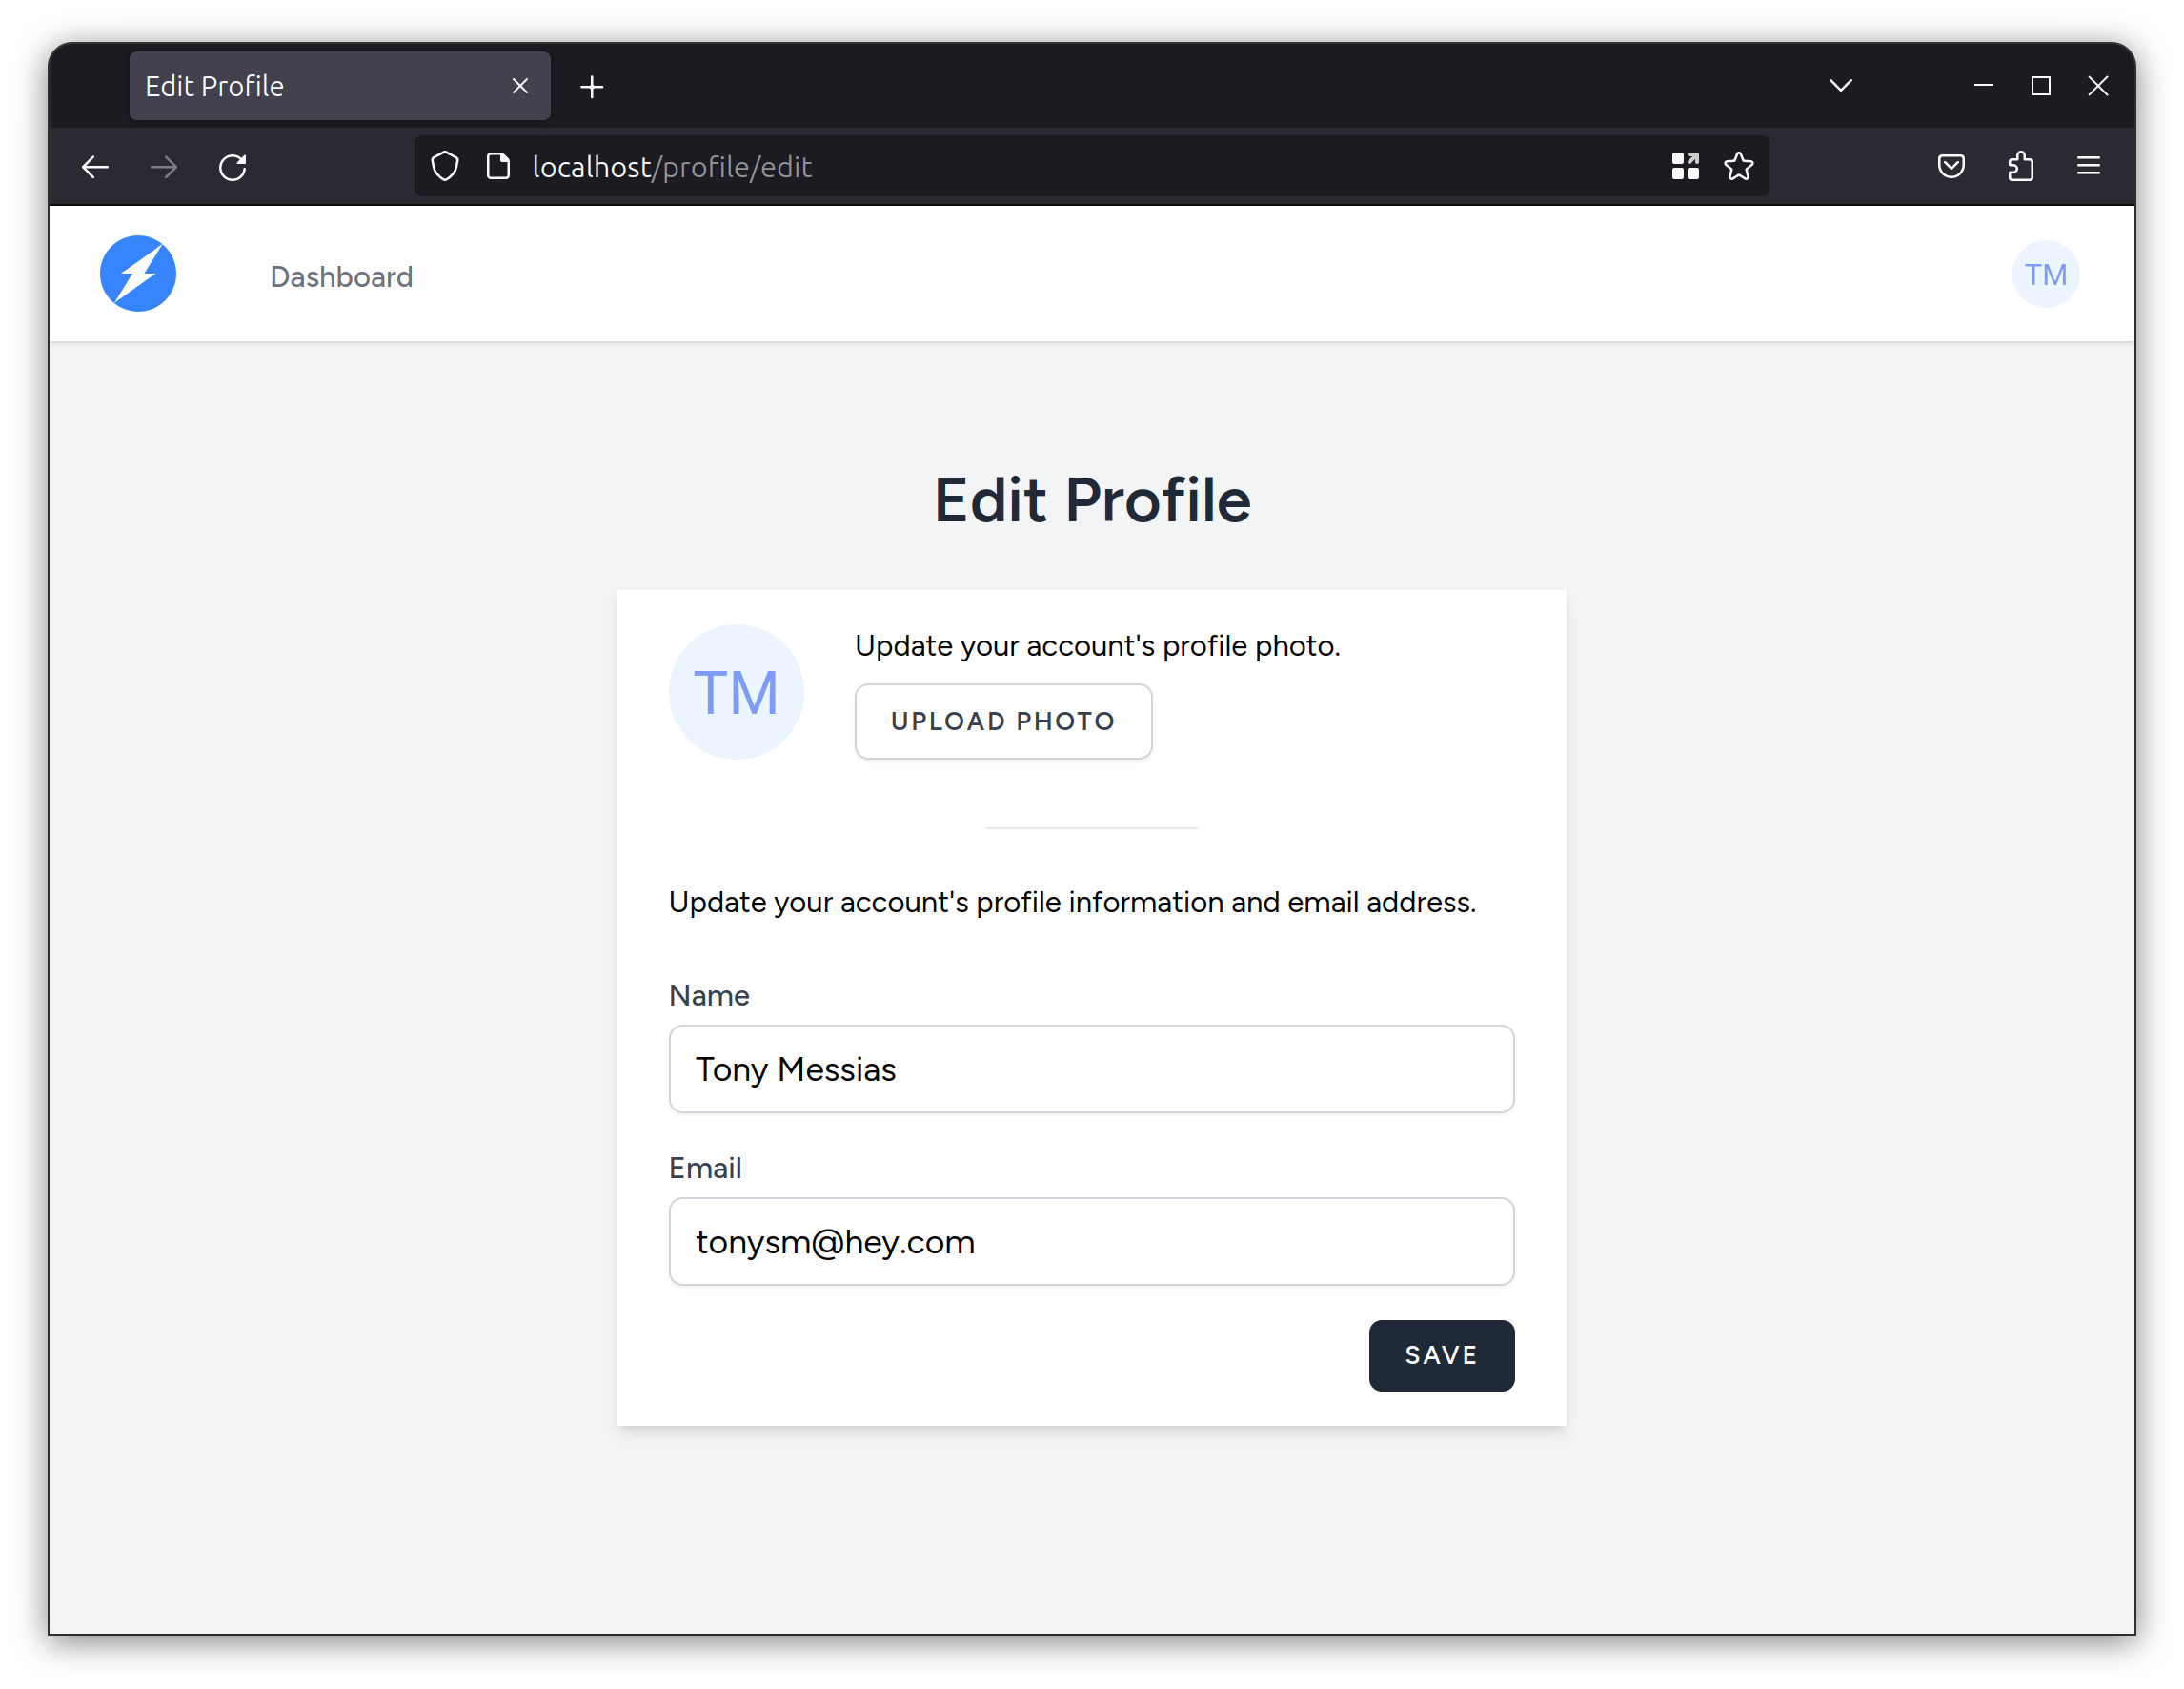 Edit Profile
localhost/profile/edit
Dashboard
TM
Edit Profile
TM
Update your account's profile photo.
UPLOAD PHOTO
Update your account's profile information and email address.
Name
Tony Messias
Email
tonysm@hey.com
SAVE